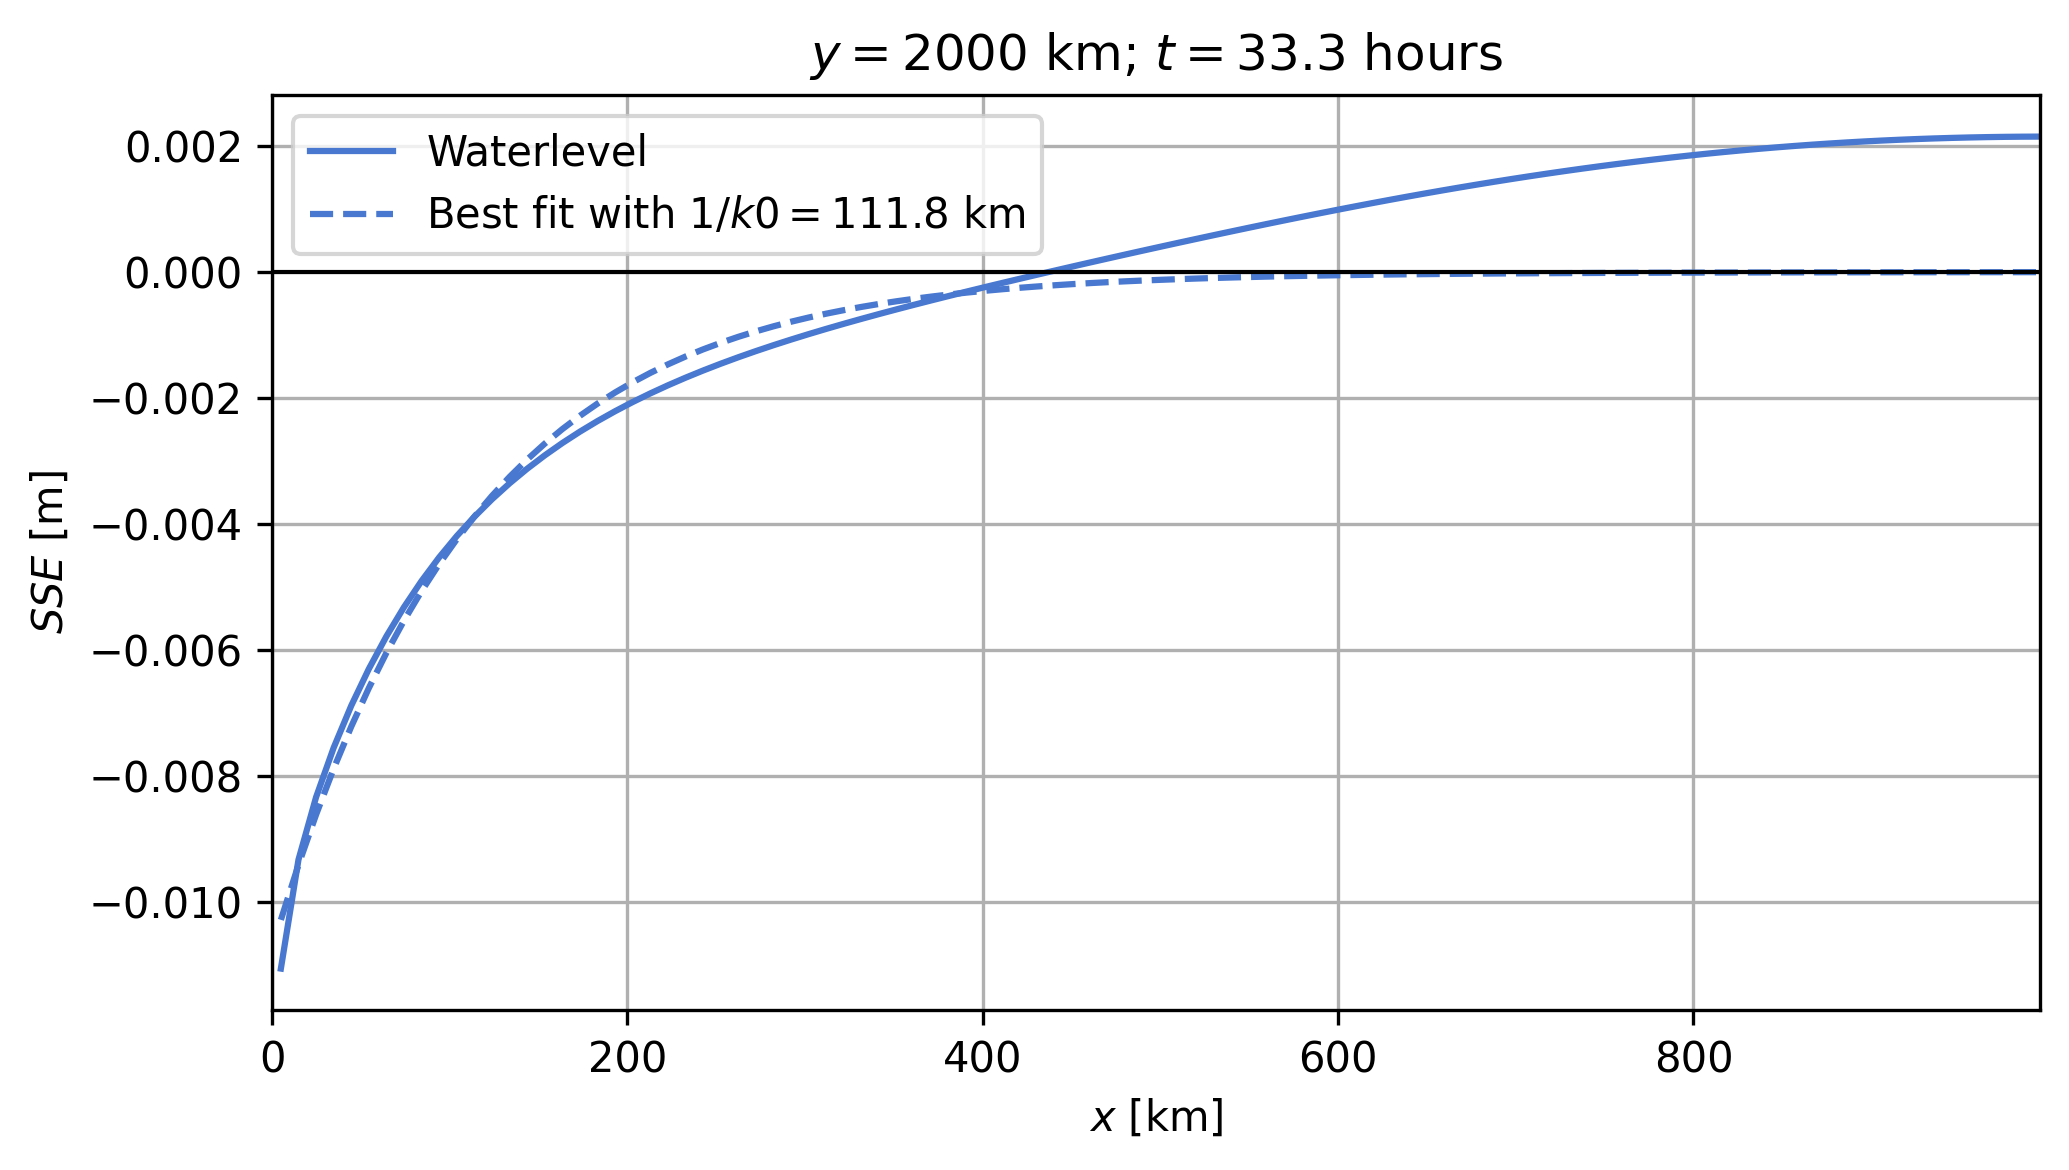 y = 2000 km; t = 33.3 hours
Waterlevel
Best fit with 1/k0 = 111.8 km
0.002
0.000
−0.002
−0.004
−0.006
−0.008
−0.010
SSE [m]
0 200 400 600 800
x [km]